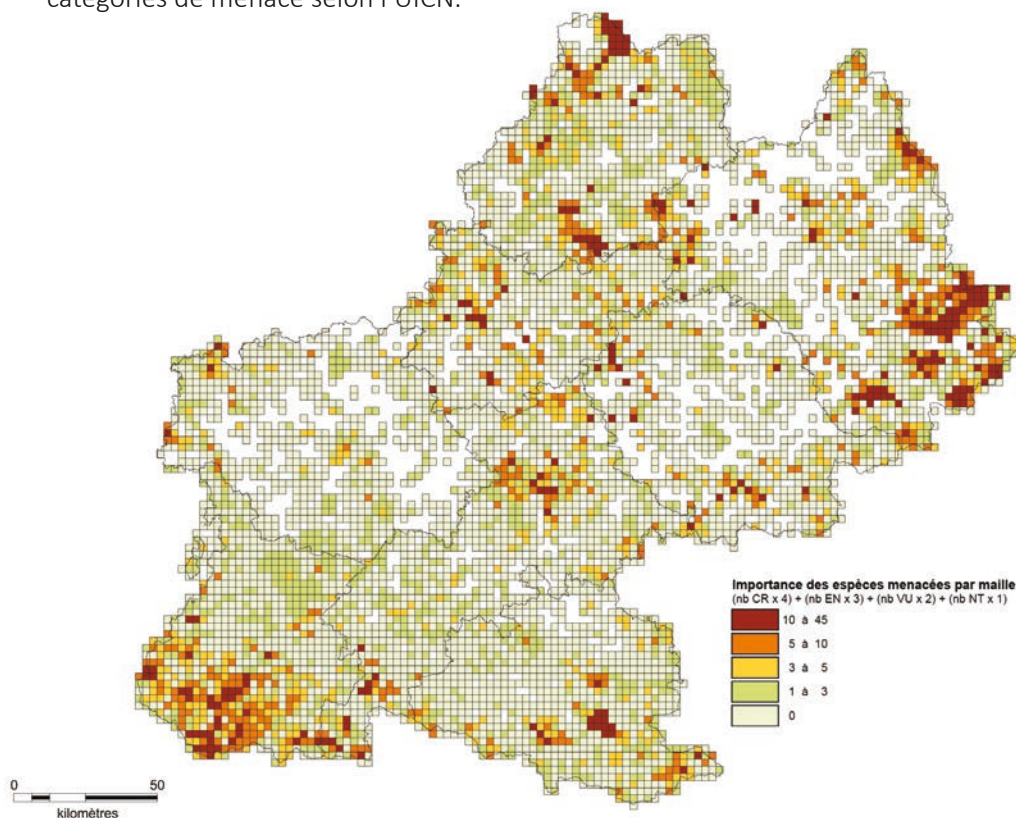 catégories de menace selon l'UICN.
Importance des espèces menacées par maille
(nb CR x 4) + (nb EN x 3) + (nb VU x 2) + (nb NT x 1)
10 à 45
5 à 10
3 à 5
1 à 3
0
0 50
kilomètres